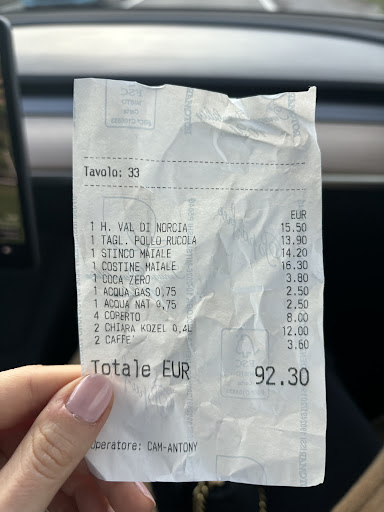 Tavolo: 33
EUR
1 H. VAL DI NORCIA 15.50
1 TAGL. POLLO RUCOLA 13.90
1 STINCO MAIALE 14.20
1 COSTINE MAIALE 16.30
1 COCA ZERO 3.80
1 ACQUA GAS 0,75 2.50
1 ACQUA NAT 0,75 2.50
4 COPERTO 8.00
2 CHIARA KOZEL 0,4L 12.00
2 CAFFE' 3.60
Totale EUR 92.30
Operatore: CAM-ANTONY